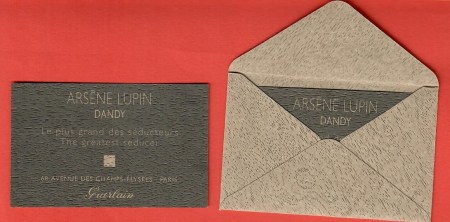 ARSÈNE LUPIN
DANDY
Le plus grand des séducteurs
The greatest seducer
68 AVENUE DES CHAMPS-ELYSÉES - PARIS
Guerlain
ARSÈNE LUPIN
DANDY